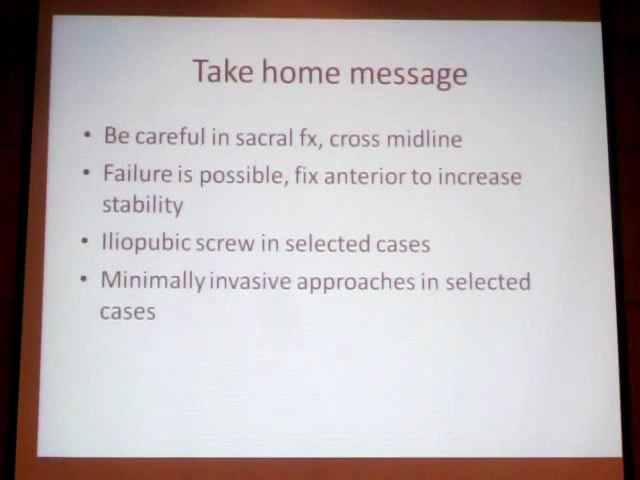 Take home message
• Be careful in sacral fx, cross midline
• Failure is possible, fix anterior to increase
stability
• Iliopubic screw in selected cases
• Minimally invasive approaches in selected
cases